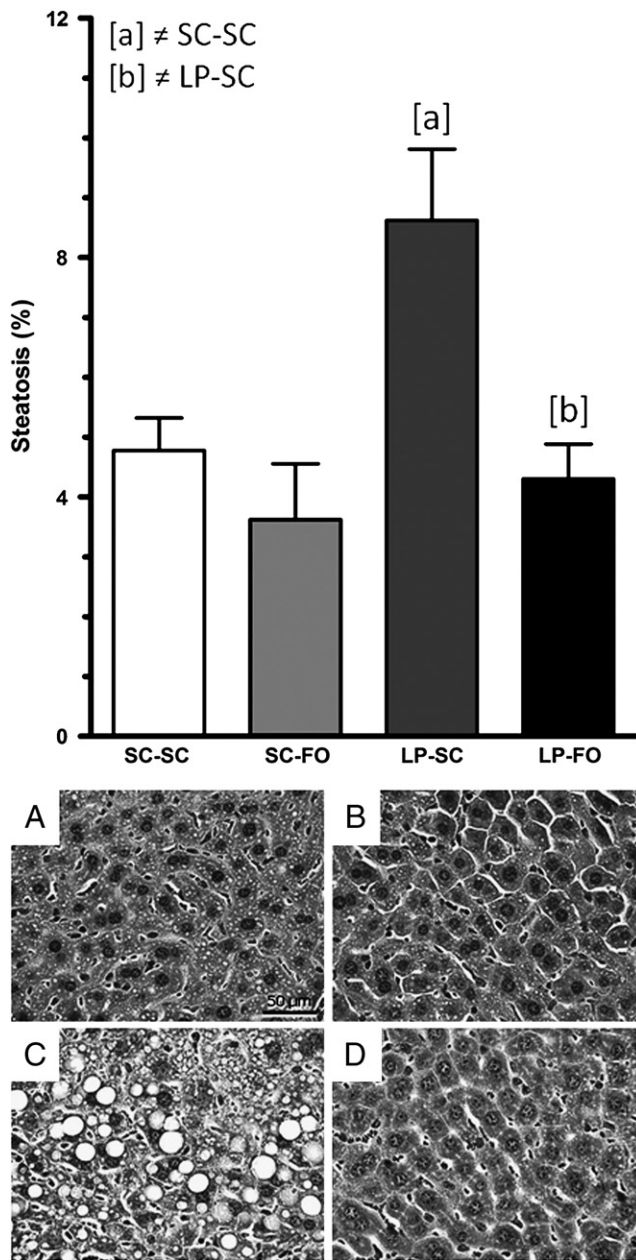 12
[a] ≠ SC-SC
[b] ≠ LP-SC
[a]
8
Steatosis (%)
[b]
4
0
SC-SC SC-FO LP-SC LP-FO
A
B
50 µm
C
D